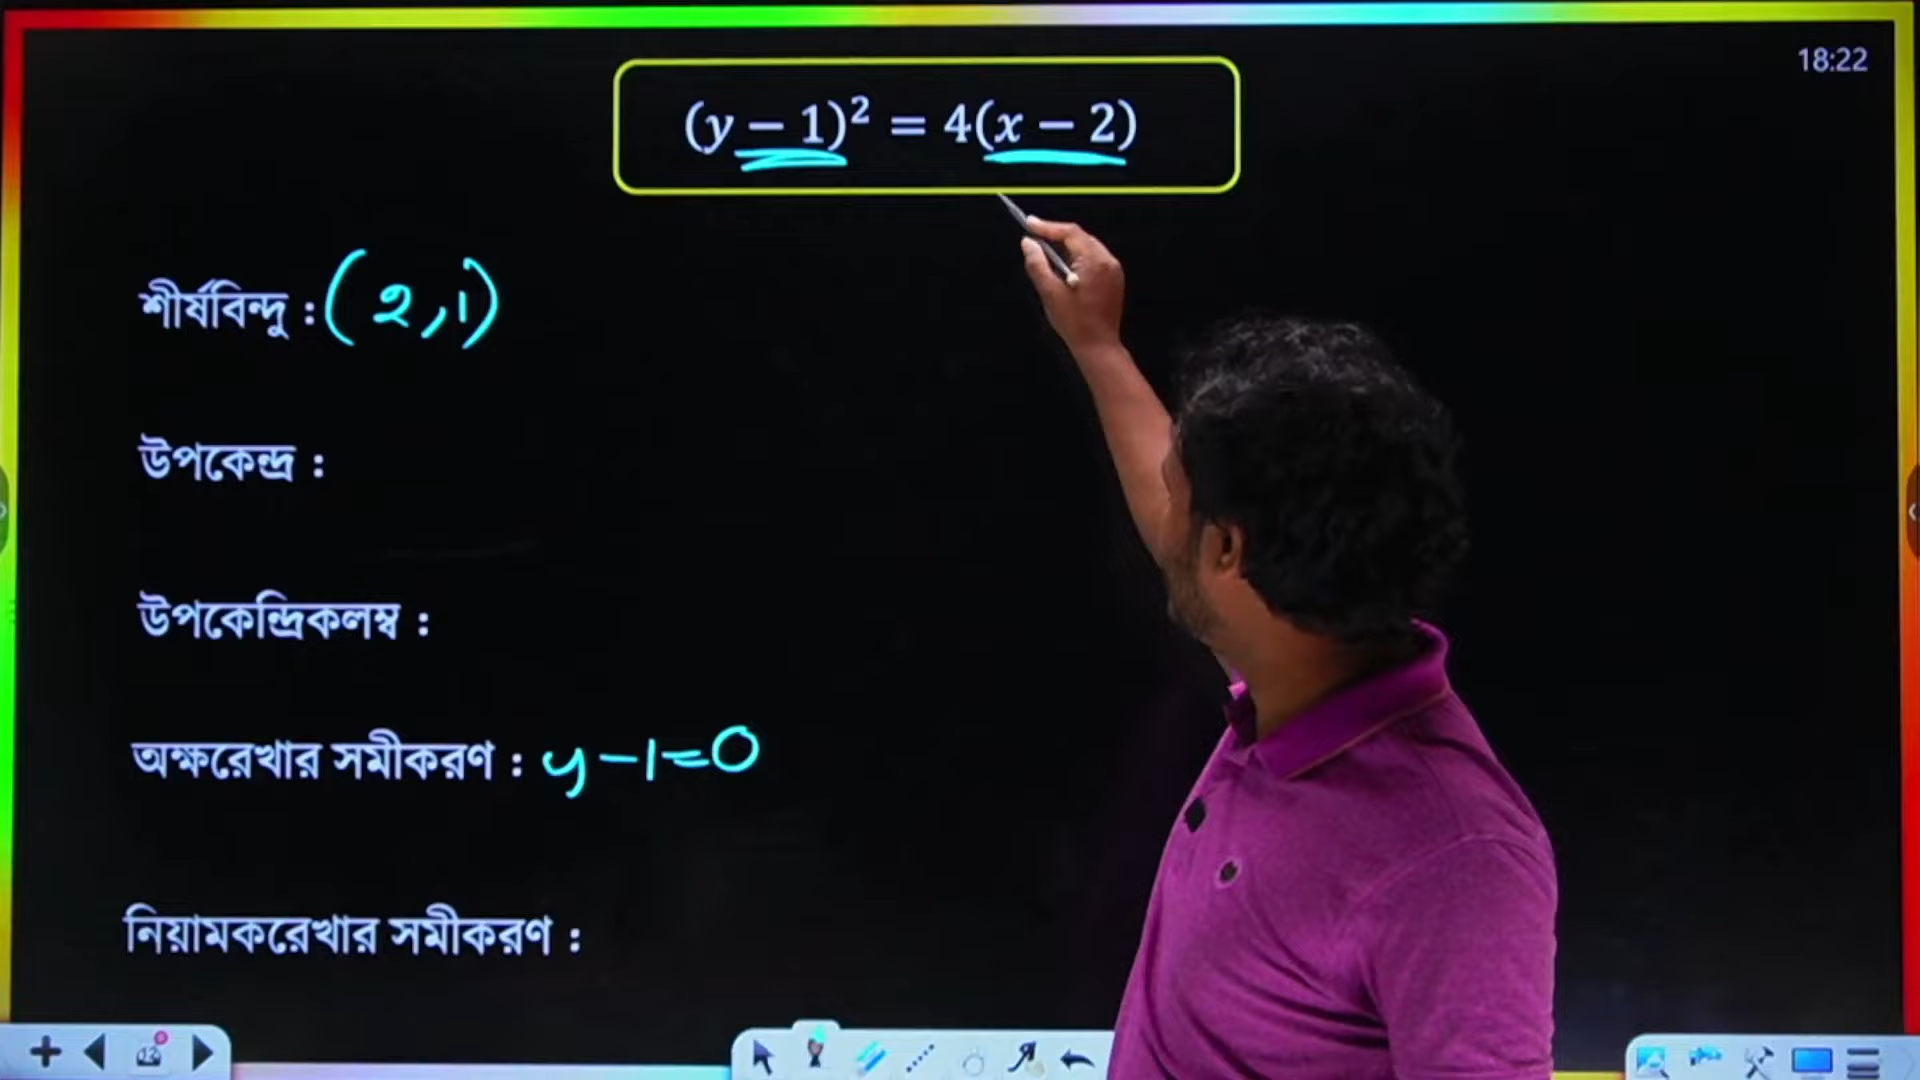 18:22
(y − 1)² = 4(x − 2)
শীর্ষবিন্দু : (2,1)
উপকেন্দ্র :
উপকেন্দ্রিকলম্ব :
অক্ষরেখার সমীকরণ : y-1=0
নিয়ামকরেখার সমীকরণ :